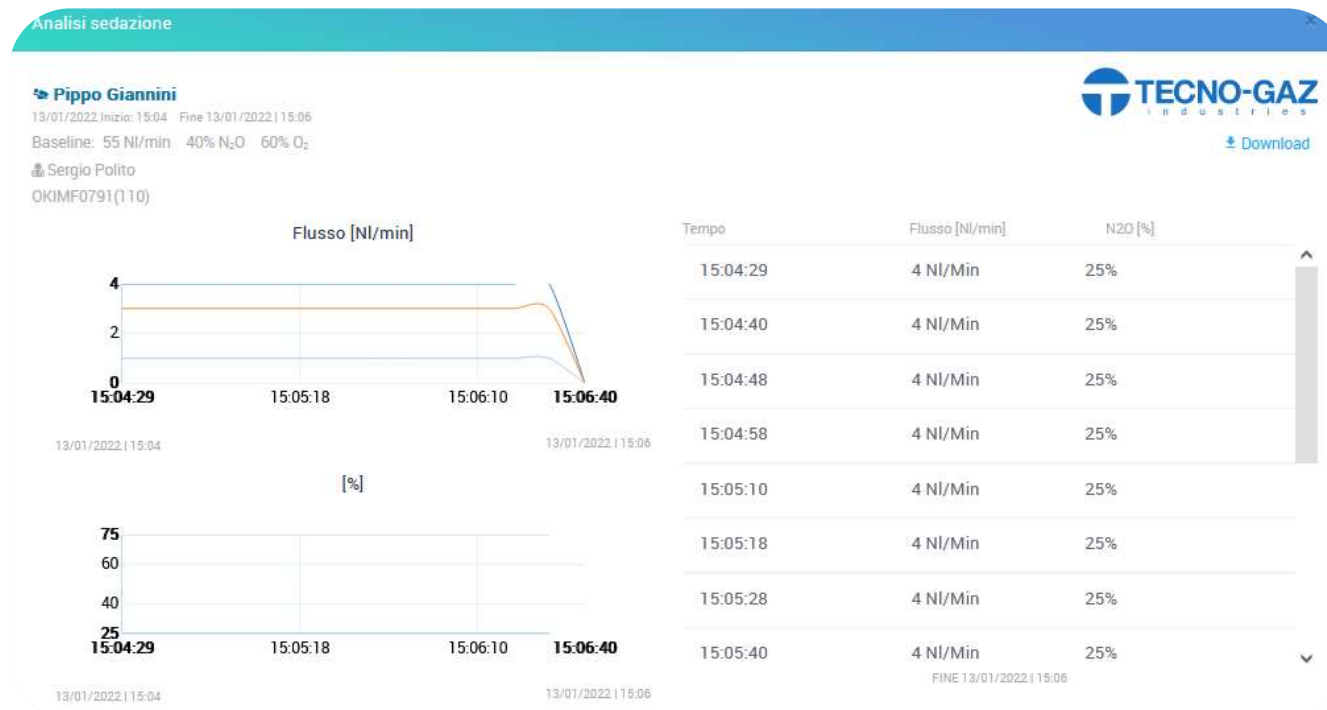 Analisi sedazione
×
Pippo Giannini
13/01/2022 Inizio: 15:04 Fine 13/01/2022 | 15:06
Baseline: 55 Nl/min 40% N₂O 60% O₂
Sergio Polito
OKIMF0791(110)
TECNO-GAZ
industries
Download
Flusso [Nl/min]
4
2
0
15:04:29 15:05:18 15:06:10 15:06:40
13/01/2022 | 15:04 13/01/2022 | 15:06
[%]
75
60
40
25
15:04:29 15:05:18 15:06:10 15:06:40
13/01/2022 | 15:04 13/01/2022 | 15:06
Tempo Flusso [Nl/min] N2O [%]
15:04:29 4 Nl/Min 25%
15:04:40 4 Nl/Min 25%
15:04:48 4 Nl/Min 25%
15:04:58 4 Nl/Min 25%
15:05:10 4 Nl/Min 25%
15:05:18 4 Nl/Min 25%
15:05:28 4 Nl/Min 25%
15:05:40 4 Nl/Min 25%
FINE 13/01/2022 | 15:06